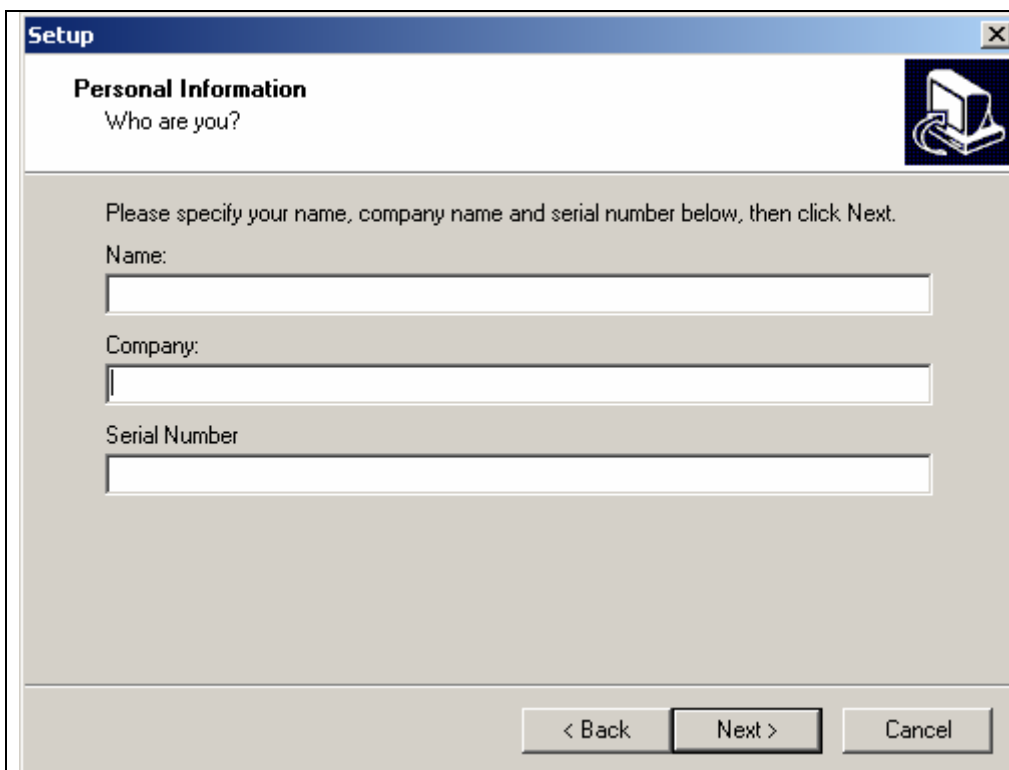 Setup
Personal Information
Who are you?
Please specify your name, company name and serial number below, then click Next.
Name:
Company:
Serial Number
< Back Next > Cancel